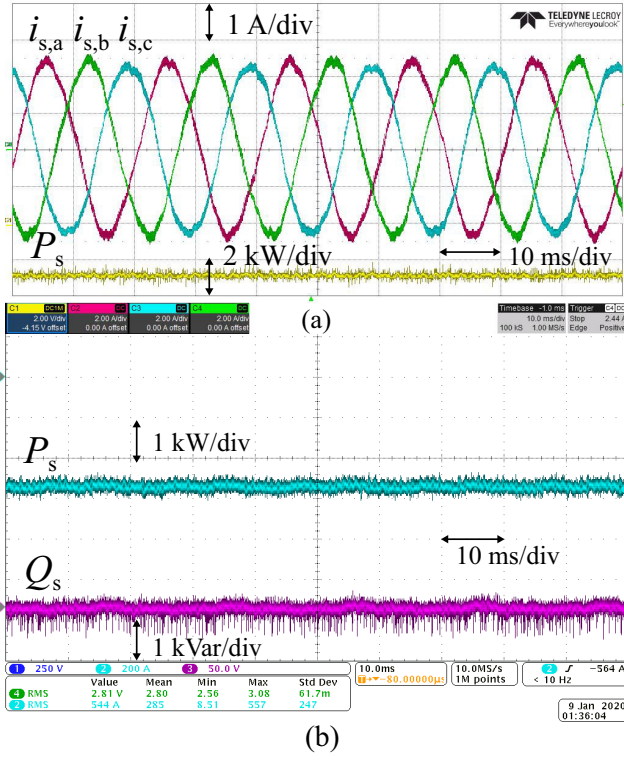 i_s,a i_s,b i_s,c
1 A/div
TELEDYNE LECROY
Everywhereyoulook
P_s
2 kW/div
10 ms/div
(a)
C1 DC1M
2.00 V/div
-4.15 V offset
C2 DC
2.00 A/div
0.00 A offset
C3 DC
2.00 A/div
0.00 A offset
C4 DC
2.00 A/div
0.00 A offset
Timebase -1.0 ms
10.0 ms/div
100 kS 1.00 MS/s
Trigger C4 DC
Stop 2.44 A
Edge Positive
P_s
1 kW/div
10 ms/div
Q_s
1 kVar/div
1 250 V 2 200 A 3 50.0 V
10.0ms
10.0MS/s
1M points
2 -564 A
< 10 Hz
Value Mean Min Max Std Dev
4 RMS 2.81 V 2.80 2.56 3.08 61.7m
2 RMS 544 A 285 8.51 557 247
9 Jan 2020
01:36:04
(b)